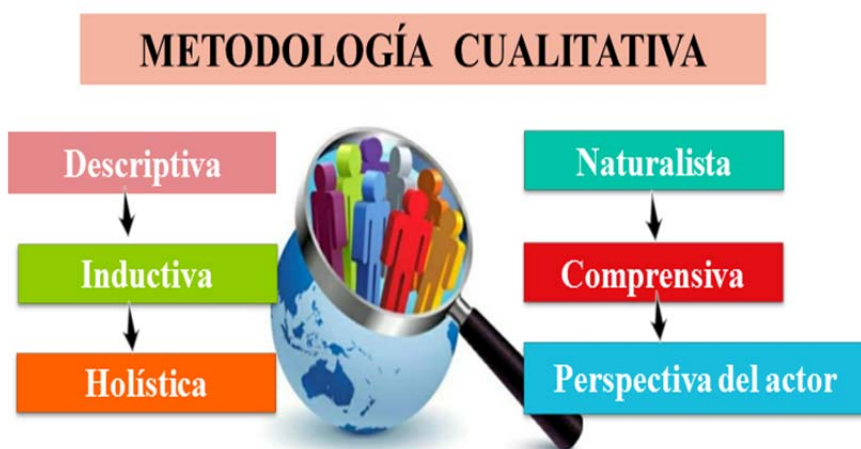 METODOLOGÍA CUALITATIVA
Descriptiva
Inductiva
Holística
Naturalista
Comprensiva
Perspectiva del actor